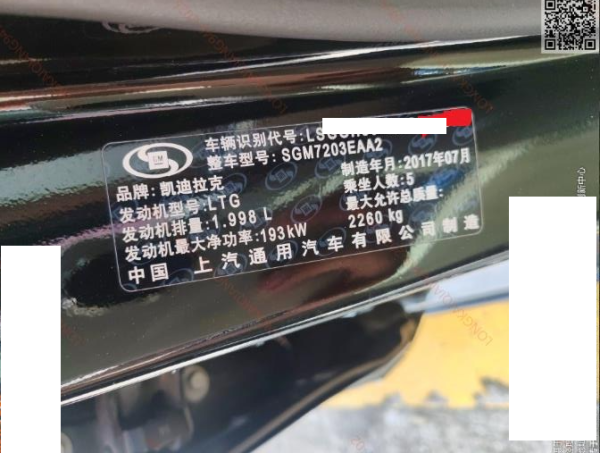 车辆识别代号: LSG
整车型号: SGM7203EAA2
品牌: 凯迪拉克
制造年月: 2017年07月
发动机型号: LTG
乘坐人数: 5
发动机排量: 1.998 L
最大允许总质量:
2260 kg
发动机最大净功率: 193kW
中国 上汽通用汽车有限公司制造
GM